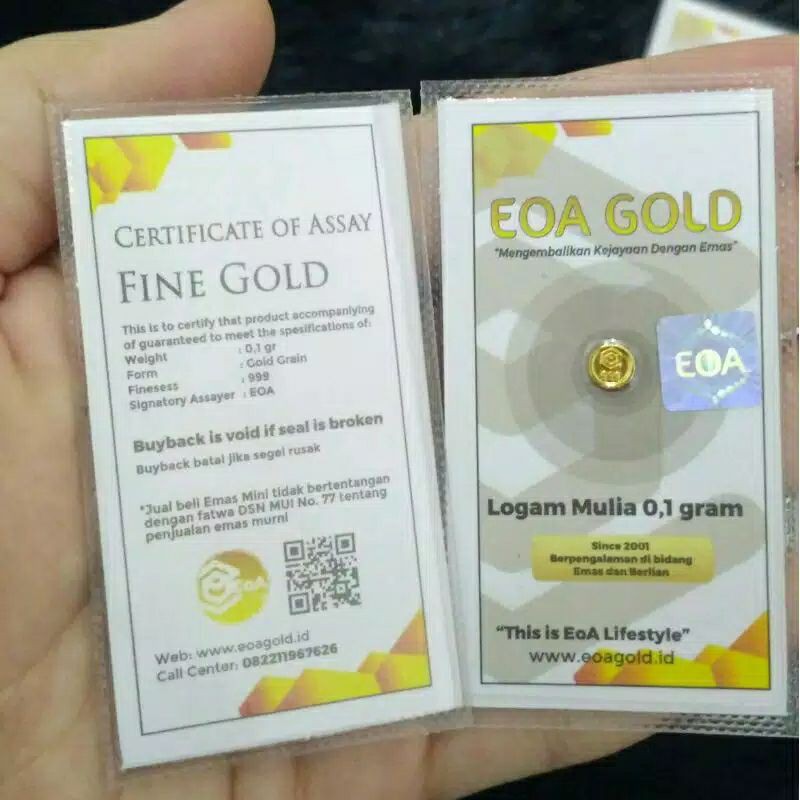 CERTIFICATE OF ASSAY
FINE GOLD
This is to certify that product accompanying
of guaranteed to meet the spesifications of:
Weight : 0,1 gr
Form : Gold Grain
Finesess : 999
Signatory Assayer : EOA
Buyback is void if seal is broken
Buyback batal jika segel rusak
*Jual beli Emas Mini tidak bertentangan
dengan fatwa DSN MUI No. 77 tentang
penjualan emas murni
EOA
Web: www.eoagold.id
Call Center: 082211967626
EOA GOLD
"Mengembalikan Kejayaan Dengan Emas"
EOA
Logam Mulia 0,1 gram
Since 2001
Berpengalaman di bidang
Emas dan Berlian
"This is EoA Lifestyle"
www.eoagold.id